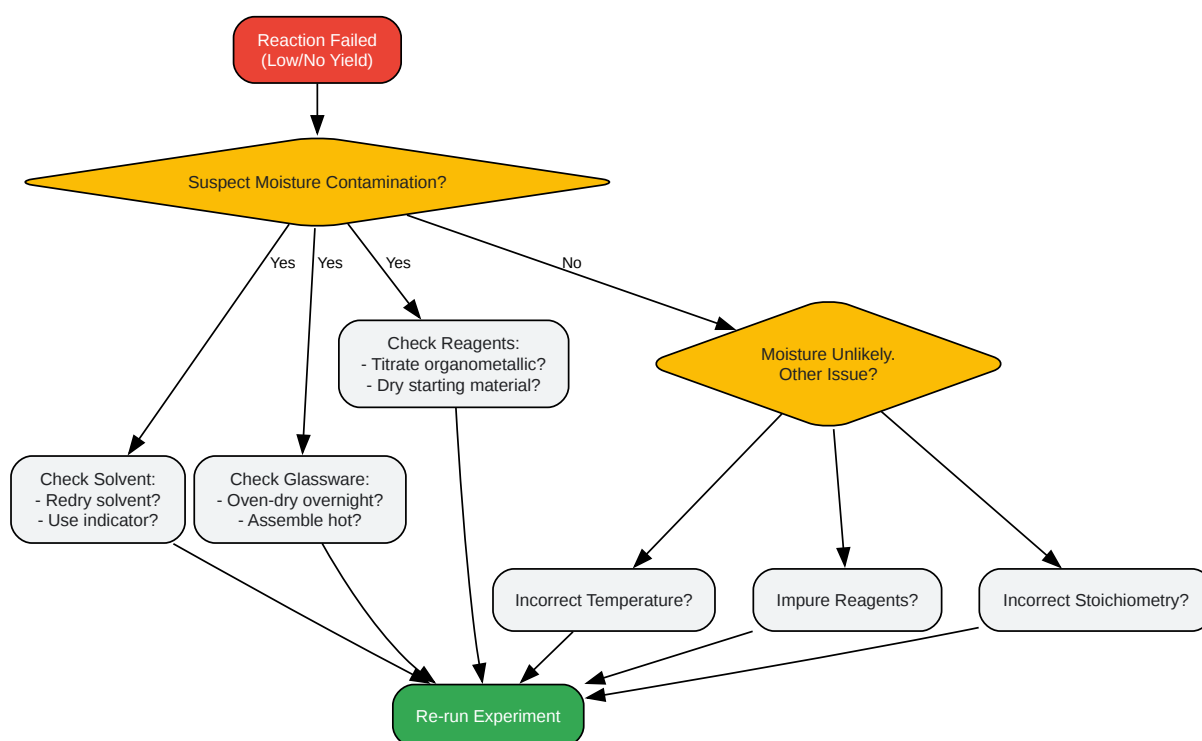 Reaction Failed
(Low/No Yield)
Suspect Moisture Contamination?
Yes
Yes
Yes
No
Check Reagents:
- Titrate organometallic?
- Dry starting material?
Moisture Unlikely.
Other Issue?
Check Solvent:
- Redry solvent?
- Use indicator?
Check Glassware:
- Oven-dry overnight?
- Assemble hot?
Incorrect Temperature?
Impure Reagents?
Incorrect Stoichiometry?
Re-run Experiment